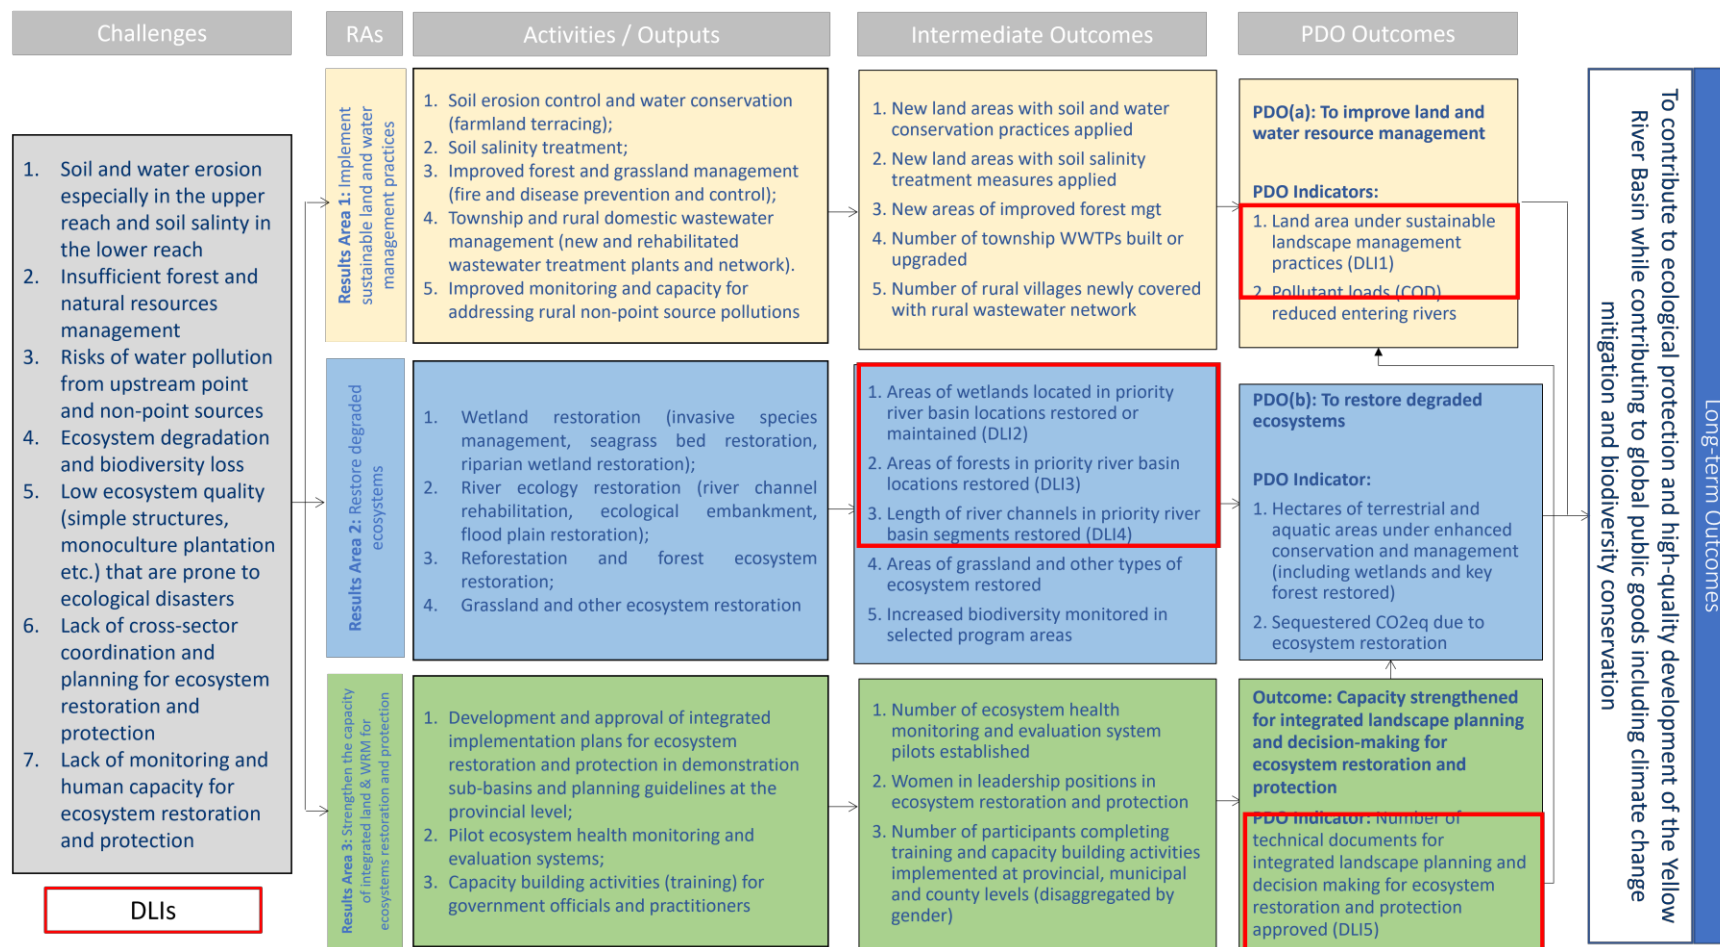 Challenges
RAs
Activities / Outputs
Intermediate Outcomes
PDO Outcomes
1. Soil and water erosion
especially in the upper
reach and soil salinty in
the lower reach
2. Insufficient forest and
natural resources
management
3. Risks of water pollution
from upstream point
and non-point sources
4. Ecosystem degradation
and biodiversity loss
5. Low ecosystem quality
(simple structures,
monoculture plantation
etc.) that are prone to
ecological disasters
6. Lack of cross-sector
coordination and
planning for ecosystem
restoration and
protection
7. Lack of monitoring and
human capacity for
ecosystem restoration
and protection
DLIs
Results Area 1: Implement
sustainable land and water
management practices
1. Soil erosion control and water conservation
(farmland terracing);
2. Soil salinity treatment;
3. Improved forest and grassland management
(fire and disease prevention and control);
4. Township and rural domestic wastewater
management (new and rehabilitated
wastewater treatment plants and network).
5. Improved monitoring and capacity for
addressing rural non-point source pollutions
1. New land areas with soil and water
conservation practices applied
2. New land areas with soil salinity
treatment measures applied
3. New areas of improved forest mgt
4. Number of township WWTPs built or
upgraded
5. Number of rural villages newly covered
with rural wastewater network
PDO(a): To improve land and
water resource management
PDO Indicators:
1. Land area under sustainable
landscape management
practices (DLI1)
2. Pollutant loads (COD)
reduced entering rivers
Results Area 2: Restore degraded
ecosystems
1. Wetland restoration (invasive species
management, seagrass bed restoration,
riparian wetland restoration);
2. River ecology restoration (river channel
rehabilitation, ecological embankment,
flood plain restoration);
3. Reforestation and forest ecosystem
restoration;
4. Grassland and other ecosystem restoration
1. Areas of wetlands located in priority
river basin locations restored or
maintained (DLI2)
2. Areas of forests in priority river basin
locations restored (DLI3)
3. Length of river channels in priority river
basin segments restored (DLI4)
4. Areas of grassland and other types of
ecosystem restored
5. Increased biodiversity monitored in
selected program areas
PDO(b): To restore degraded
ecosystems
PDO Indicator:
1. Hectares of terrestrial and
aquatic areas under enhanced
conservation and management
(including wetlands and key
forest restored)
2. Sequestered CO2eq due to
ecosystem restoration
Results Area 3: Strengthen the capacity
of integrated land & WRM for
ecosystems restoration and protection
1. Development and approval of integrated
implementation plans for ecosystem
restoration and protection in demonstration
sub-basins and planning guidelines at the
provincial level;
2. Pilot ecosystem health monitoring and
evaluation systems;
3. Capacity building activities (training) for
government officials and practitioners
1. Number of ecosystem health
monitoring and evaluation system
pilots established
2. Women in leadership positions in
ecosystem restoration and protection
3. Number of participants completing
training and capacity building activities
implemented at provincial, municipal
and county levels (disaggregated by
gender)
Outcome: Capacity strengthened
for integrated landscape planning
and decision-making for
ecosystem restoration and
protection
PDO Indicator: Number of
technical documents for
integrated landscape planning and
decision making for ecosystem
restoration and protection
approved (DLI5)
To contribute to ecological protection and high-quality development of the Yellow
River Basin while contributing to global public goods including climate change
mitigation and biodiversity conservation
Long-term Outcomes